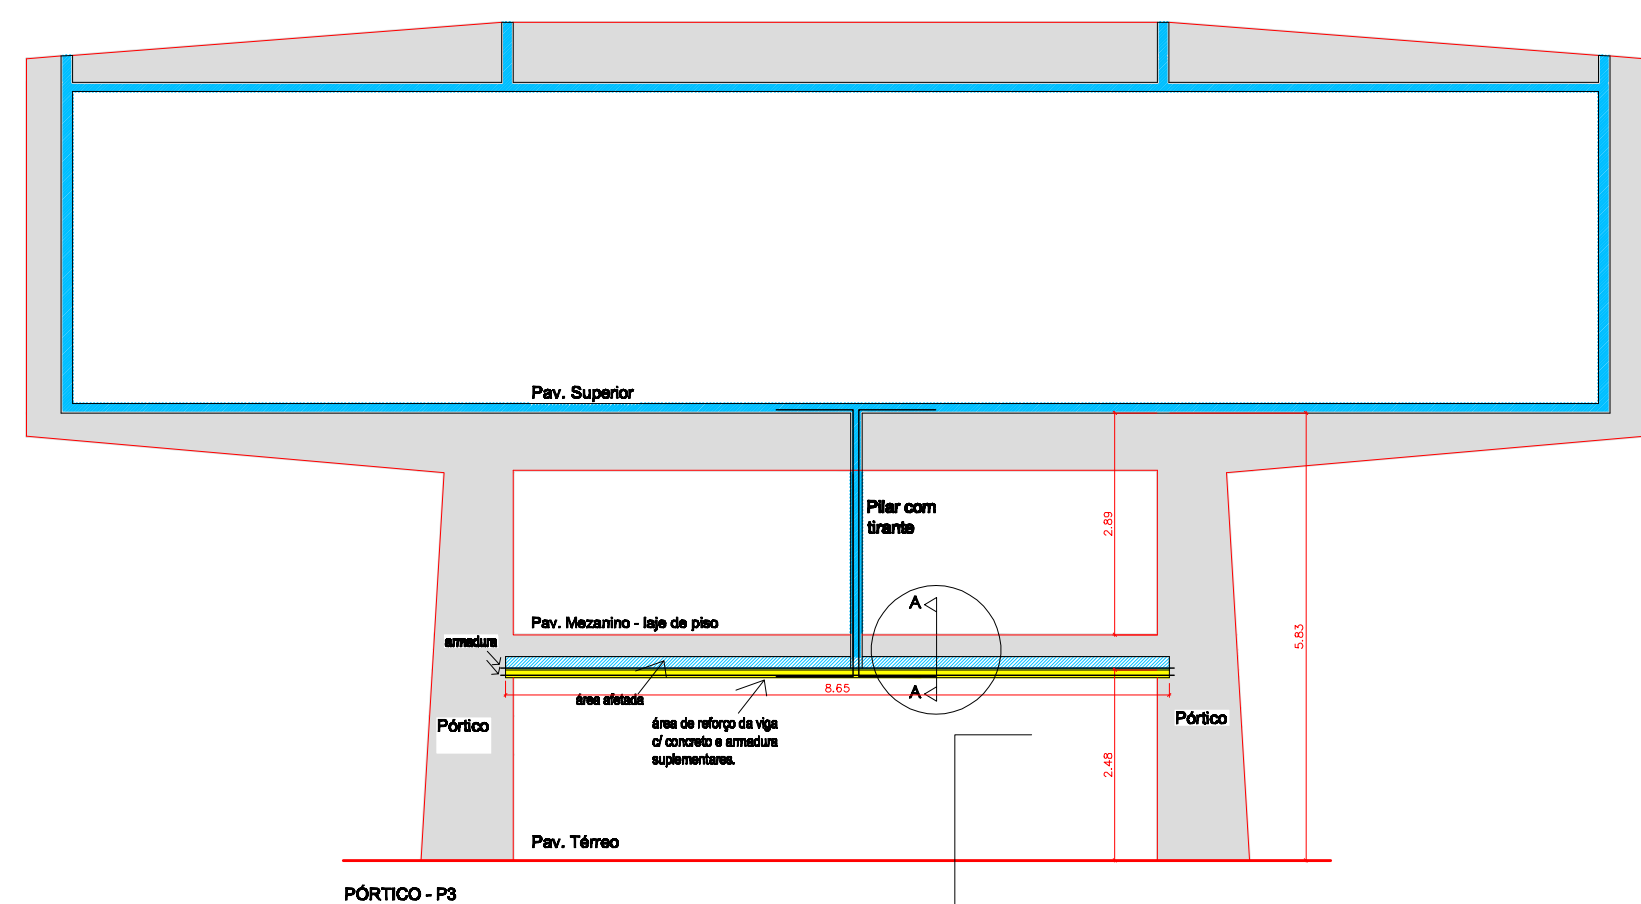 Pav. Superior
Pilar com
tirante
2.89
A
Pav. Mezanino - laje de piso
armadura
5.83
8.65
A
área afetada
área de reforço da viga
c/ concreto e armadura
suplementares.
Pórtico
Pórtico
2.48
Pav. Térreo
PÓRTICO - P3